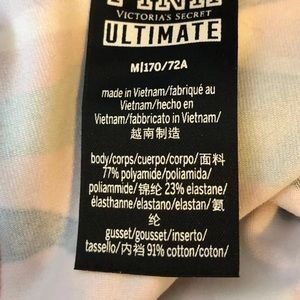 PINK
VICTORIA'S SECRET
ULTIMATE
M|170/72A
made in Vietnam/fabriqué au
Vietnam/hecho en
Vietnam/fabbricato in Vietnam/
越南制造
body/corps/cuerpo/corpo/面料
77% polyamide/poliamida/
poliammide/锦纶 23% elastane/
élasthanne/elastano/elastan/氨
纶
gusset/gousset/inserto/
tassello/内裆 91% cotton/coton/